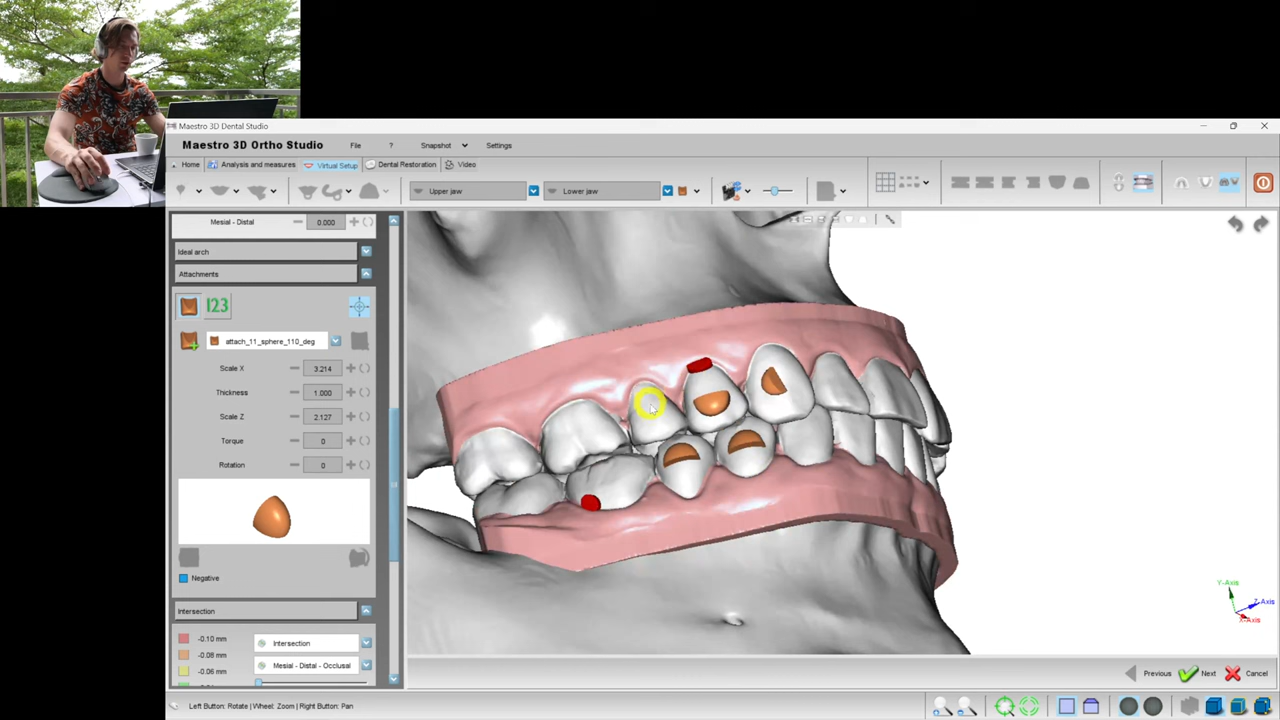 Maestro 3D Dental Studio
Maestro 3D Ortho Studio File ? Snapshot Settings
Home Analysis and measures Virtual Setup Dental Restoration Video
Upper jaw Lower jaw
Mesial - Distal 0.000
Ideal arch
Attachments
123
attach_11_sphere_110_deg
Scale X 3.214
Thickness 1.000
Scale Z 2.127
Torque 0
Rotation 0
Negative
Intersection
-0.10 mm Intersection
-0.08 mm
-0.06 mm Mesial - Distal - Occlusal
Y-Axis
Z-Axis
X-Axis
Previous Next Cancel
Left Button: Rotate | Wheel: Zoom | Right Button: Pan